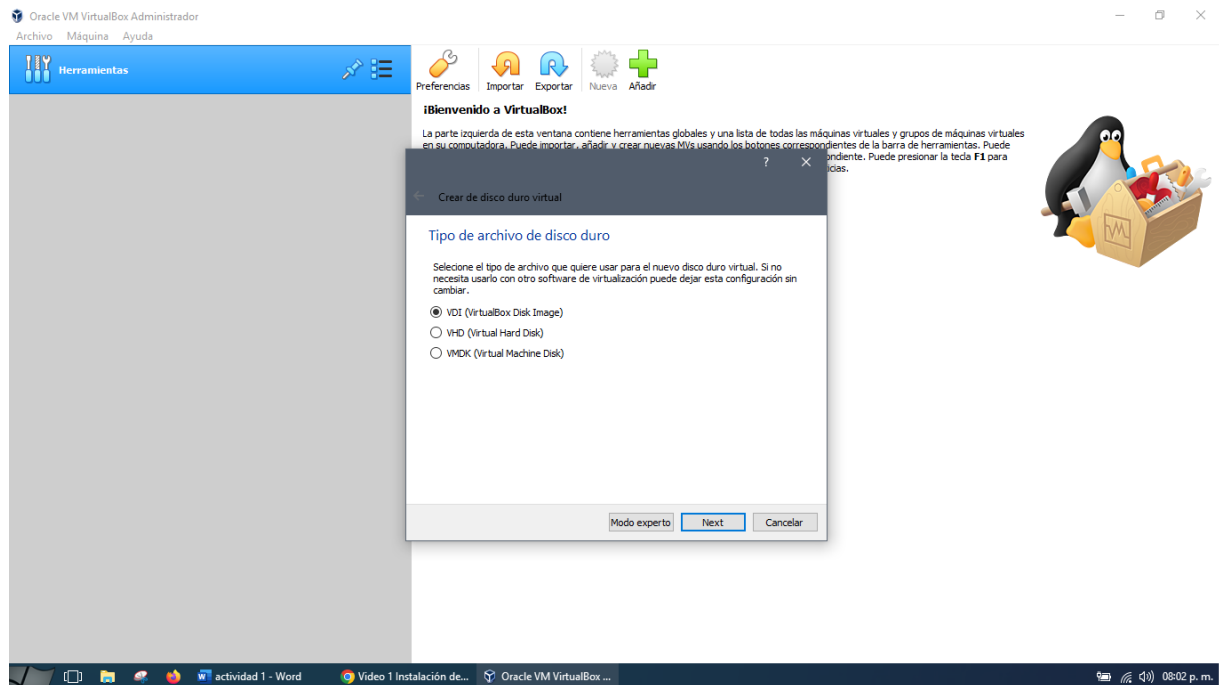 Oracle VM VirtualBox Administrador
Archivo Máquina Ayuda
Herramientas
Preferencias Importar Exportar Nueva Añadir
¡Bienvenido a VirtualBox!
La parte izquierda de esta ventana contiene herramientas globales y una lista de todas las máquinas virtuales y grupos de máquinas virtuales
en su computadora. Puede importar, añadir y crear nuevas MVs usando los botones correspondientes de la barra de herramientas. Puede
ondiente. Puede presionar la tecla F1 para
icias.
?
Crear de disco duro virtual
Tipo de archivo de disco duro
Seleccione el tipo de archivo que quiere usar para el nuevo disco duro virtual. Si no
necesita usarlo con otro software de virtualización puede dejar esta configuración sin
cambiar.
VDI (VirtualBox Disk Image)
VHD (Virtual Hard Disk)
VMDK (Virtual Machine Disk)
Modo experto Next Cancelar
VM
actividad 1 - Word Video 1 Instalación de... Oracle VM VirtualBox ... 08:02 p. m.